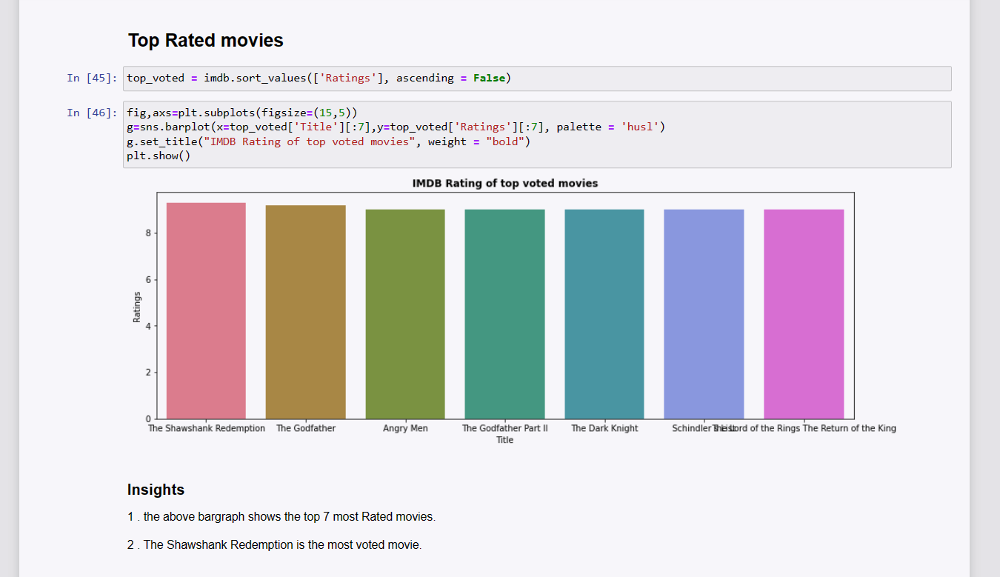 Top Rated movies
In [45]: top_voted = imdb.sort_values(['Ratings'], ascending = False)
In [46]: fig,axs=plt.subplots(figsize=(15,5))
g=sns.barplot(x=top_voted['Title'][:7],y=top_voted['Ratings'][:7], palette = 'husl')
g.set_title("IMDB Rating of top voted movies", weight = "bold")
plt.show()
IMDB Rating of top voted movies
8
6
Ratings
4
2
0
The Shawshank Redemption The Godfather Angry Men The Godfather Part II The Dark Knight Schindler s List The Lord of the Rings The Return of the King
Title
Insights
1 . the above bargraph shows the top 7 most Rated movies.
2 . The Shawshank Redemption is the most voted movie.